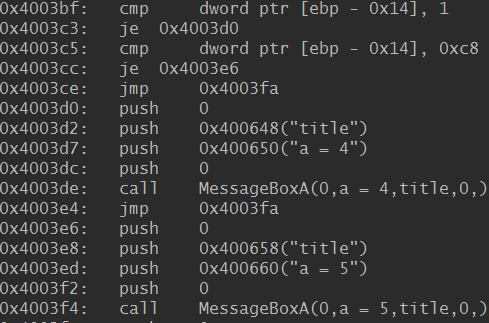 0x4003bf: cmp dword ptr [ebp - 0x14], 1
0x4003c3: je 0x4003d0
0x4003c5: cmp dword ptr [ebp - 0x14], 0xc8
0x4003cc: je 0x4003e6
0x4003ce: jmp 0x4003fa
0x4003d0: push 0
0x4003d2: push 0x400648("title")
0x4003d7: push 0x400650("a = 4")
0x4003dc: push 0
0x4003de: call MessageBoxA(0,a = 4,title,0,)
0x4003e4: jmp 0x4003fa
0x4003e6: push 0
0x4003e8: push 0x400658("title")
0x4003ed: push 0x400660("a = 5")
0x4003f2: push 0
0x4003f4: call MessageBoxA(0,a = 5,title,0,)